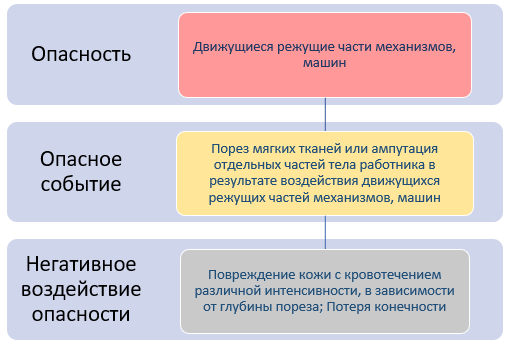 Опасность
Движущиеся режущие части механизмов,
машин
Опасное
событие
Порез мягких тканей или ампутация
отдельных частей тела работника в
результате воздействия движущихся
режущих частей механизмов, машин
Негативное
воздействие
опасности
Повреждение кожи с кровотечением
различной интенсивности, в зависимости
от глубины пореза; Потеря конечности